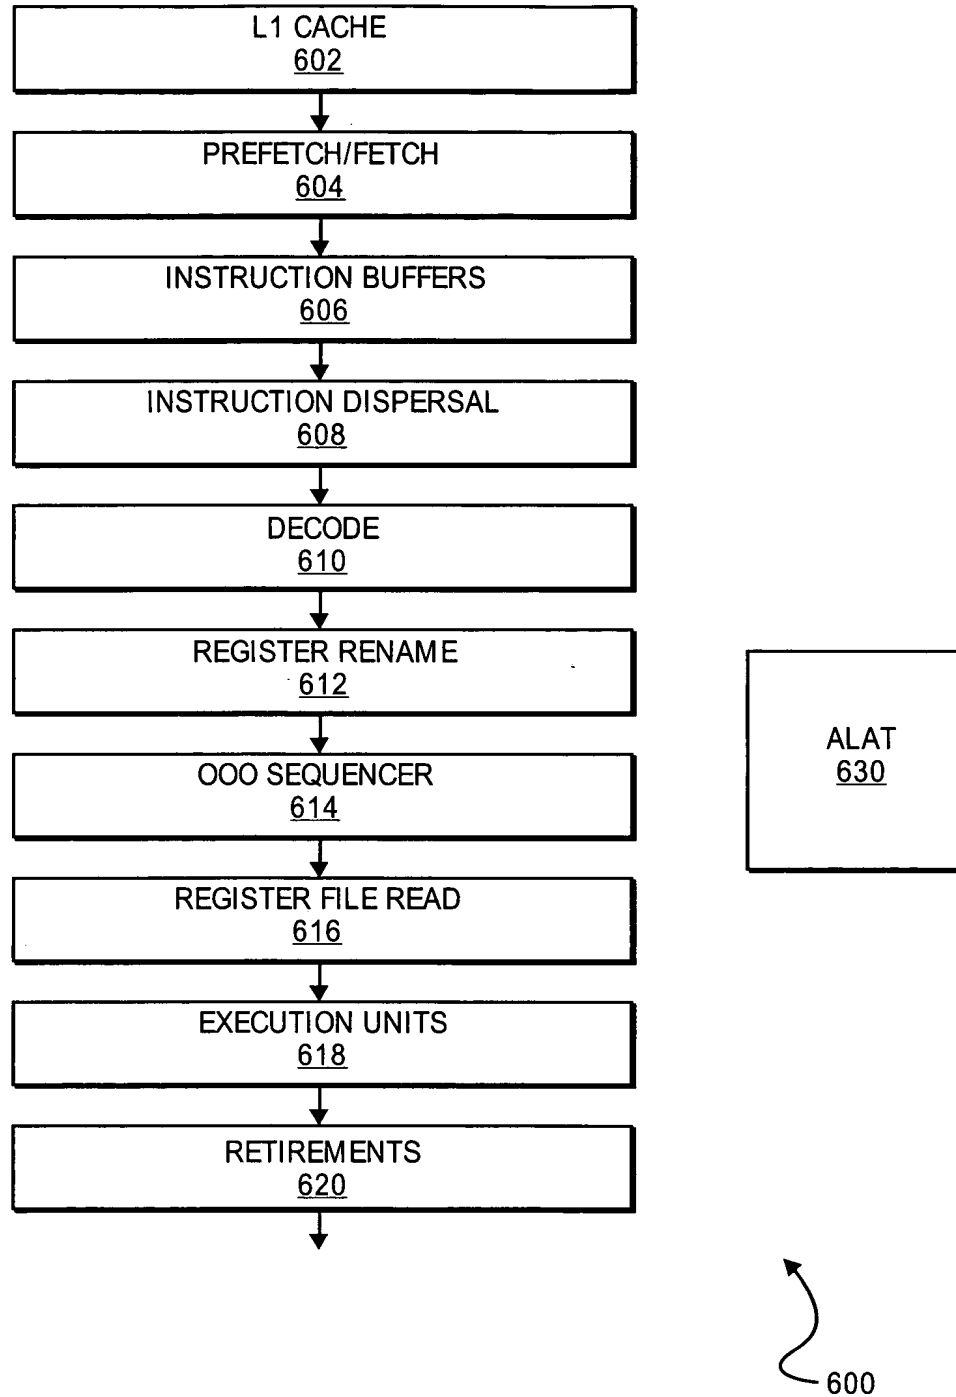 L1 CACHE
602
PREFETCH/FETCH
604
INSTRUCTION BUFFERS
606
INSTRUCTION DISPERSAL
608
DECODE
610
REGISTER RENAME
612
OOO SEQUENCER
614
REGISTER FILE READ
616
EXECUTION UNITS
618
RETIREMENTS
620
ALAT
630
600